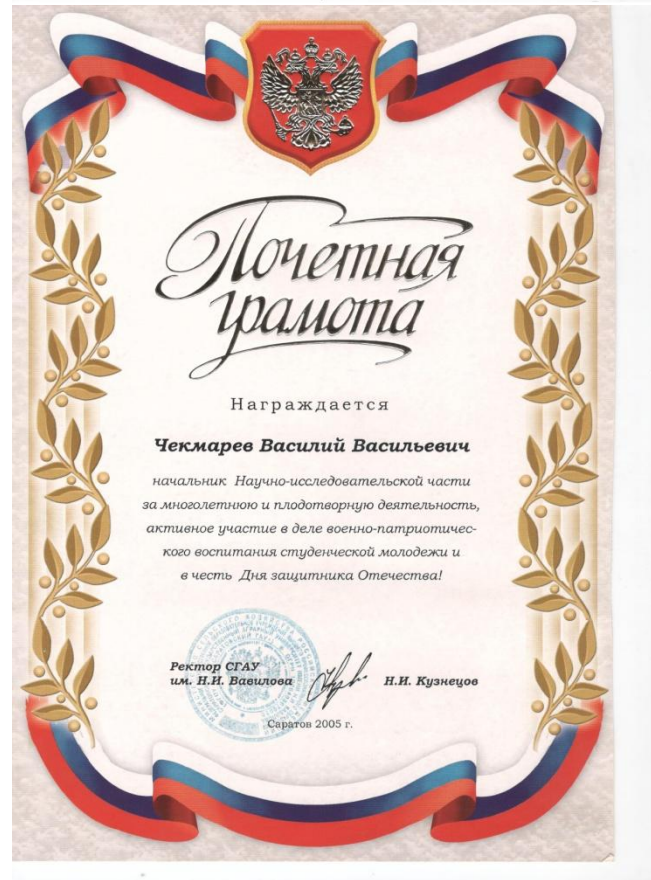 Почетная
грамота
Награждается
Чекмарев Василий Васильевич
начальник Научно-исследовательской части
за многолетнюю и плодотворную деятельность,
активное участие в деле военно-патриотичес-
кого воспитания студенческой молодежи и
в честь Дня защитника Отечества!
Ректор СГАУ
им. Н.И. Вавилова
Н.И. Кузнецов
Саратов 2005 г.